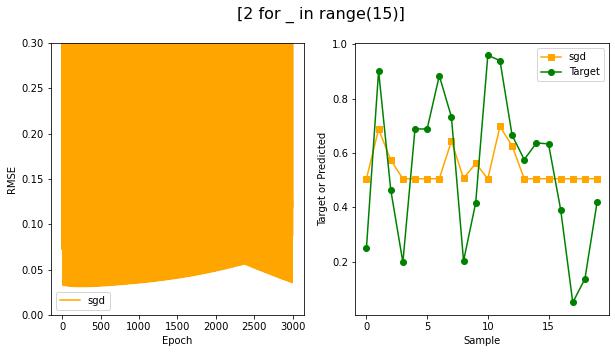 [2 for _ in range(15)]
0.30
0.25
0.20
0.15
0.10
0.05
0.00
RMSE
sgd
0
500
1000
1500
2000
2500
3000
Epoch
1.0
0.8
0.6
0.4
0.2
Target or Predicted
sgd
Target
0
5
10
15
Sample